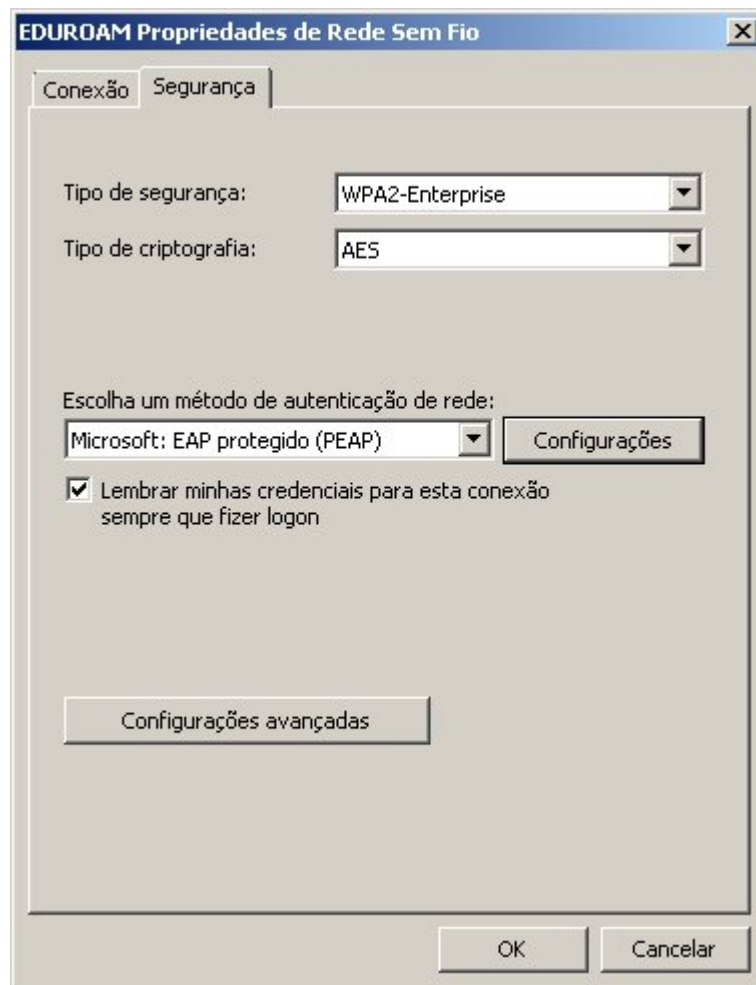 EDUROAM Propriedades de Rede Sem Fio
Conexão
Segurança
Tipo de segurança:
WPA2-Enterprise
Tipo de criptografia:
AES
Escolha um método de autenticação de rede:
Microsoft: EAP protegido (PEAP)
Configurações
Lembrar minhas credenciais para esta conexão
sempre que fizer logon
Configurações avançadas
OK
Cancelar